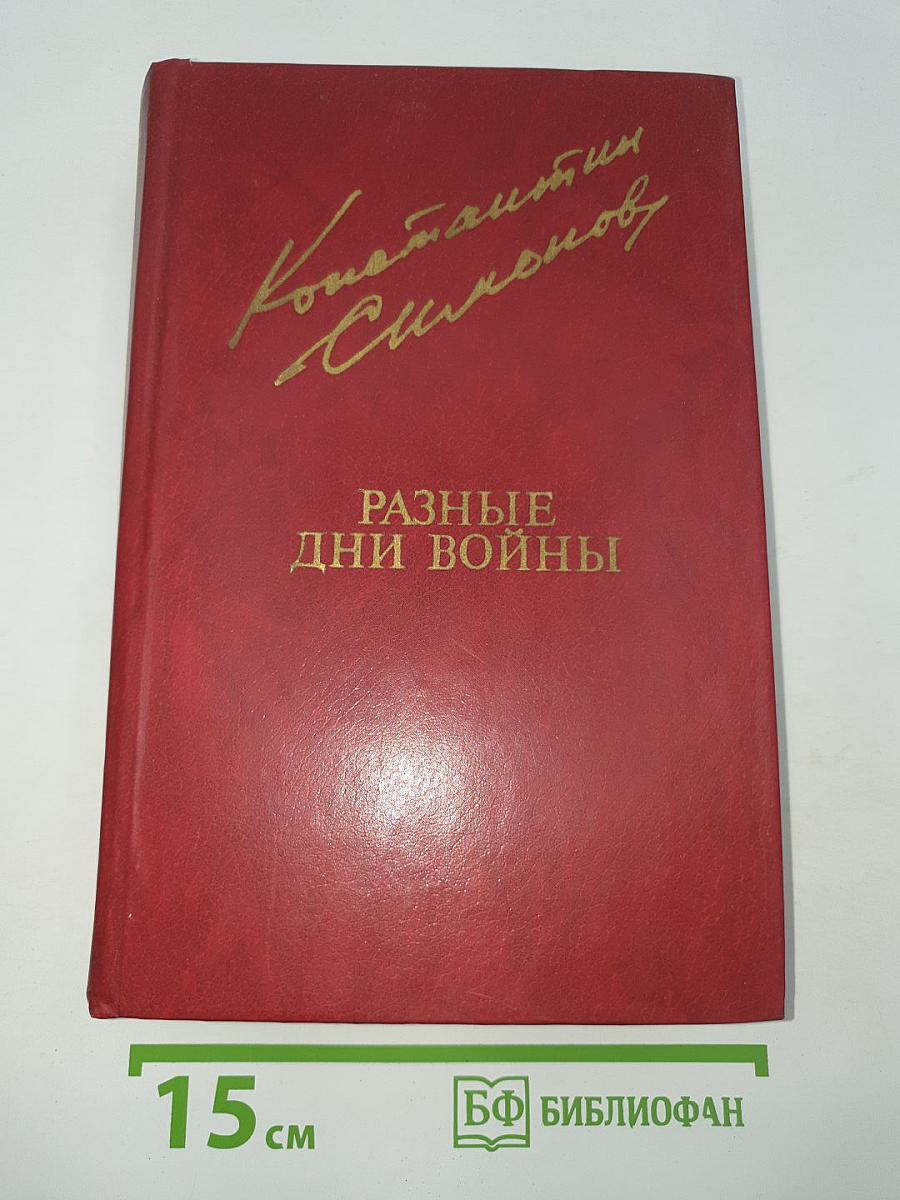 Константин
Симонов
РАЗНЫЕ
ДНИ ВОЙНЫ
15 см
БФ БИБЛИОФАН